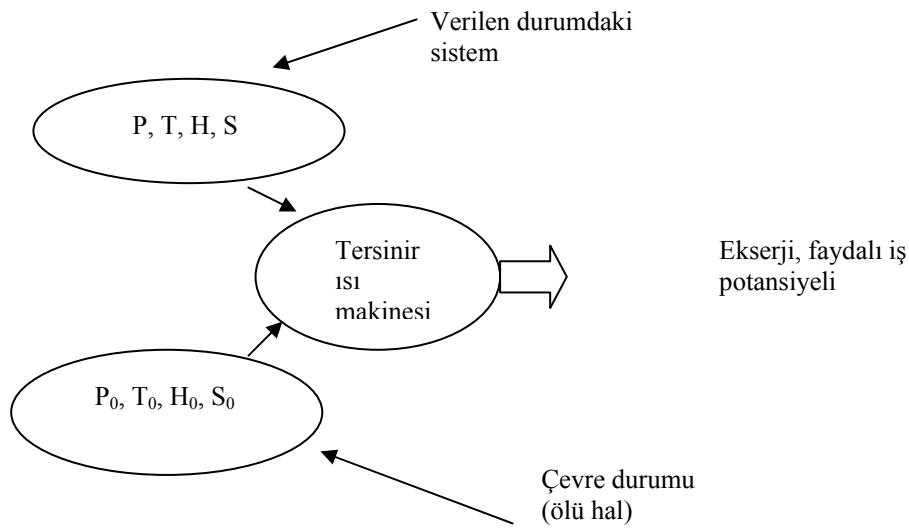 Verilen durumdaki
sistem
P, T, H, S
Tersinir
ısı
makinesi
Ekserji, faydalı iş
potansiyeli
P₀, T₀, H₀, S₀
Çevre durumu
(ölü hal)